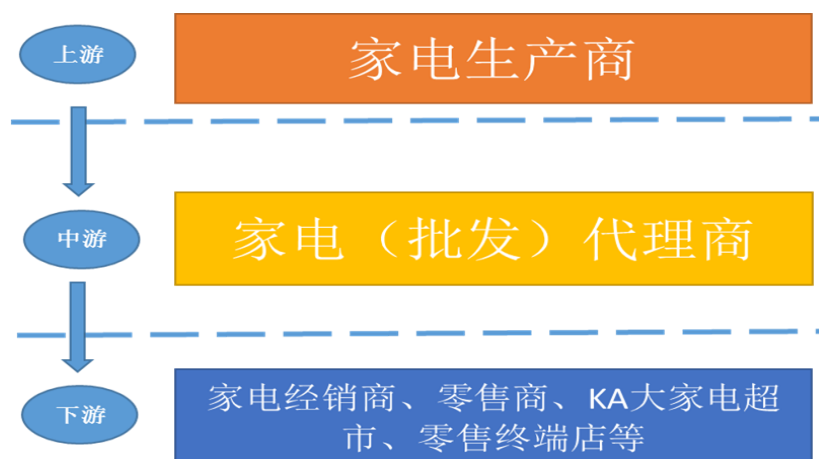 上游
家电生产商
中游
家电（批发）代理商
下游
家电经销商、零售商、KA大家电超
市、零售终端店等